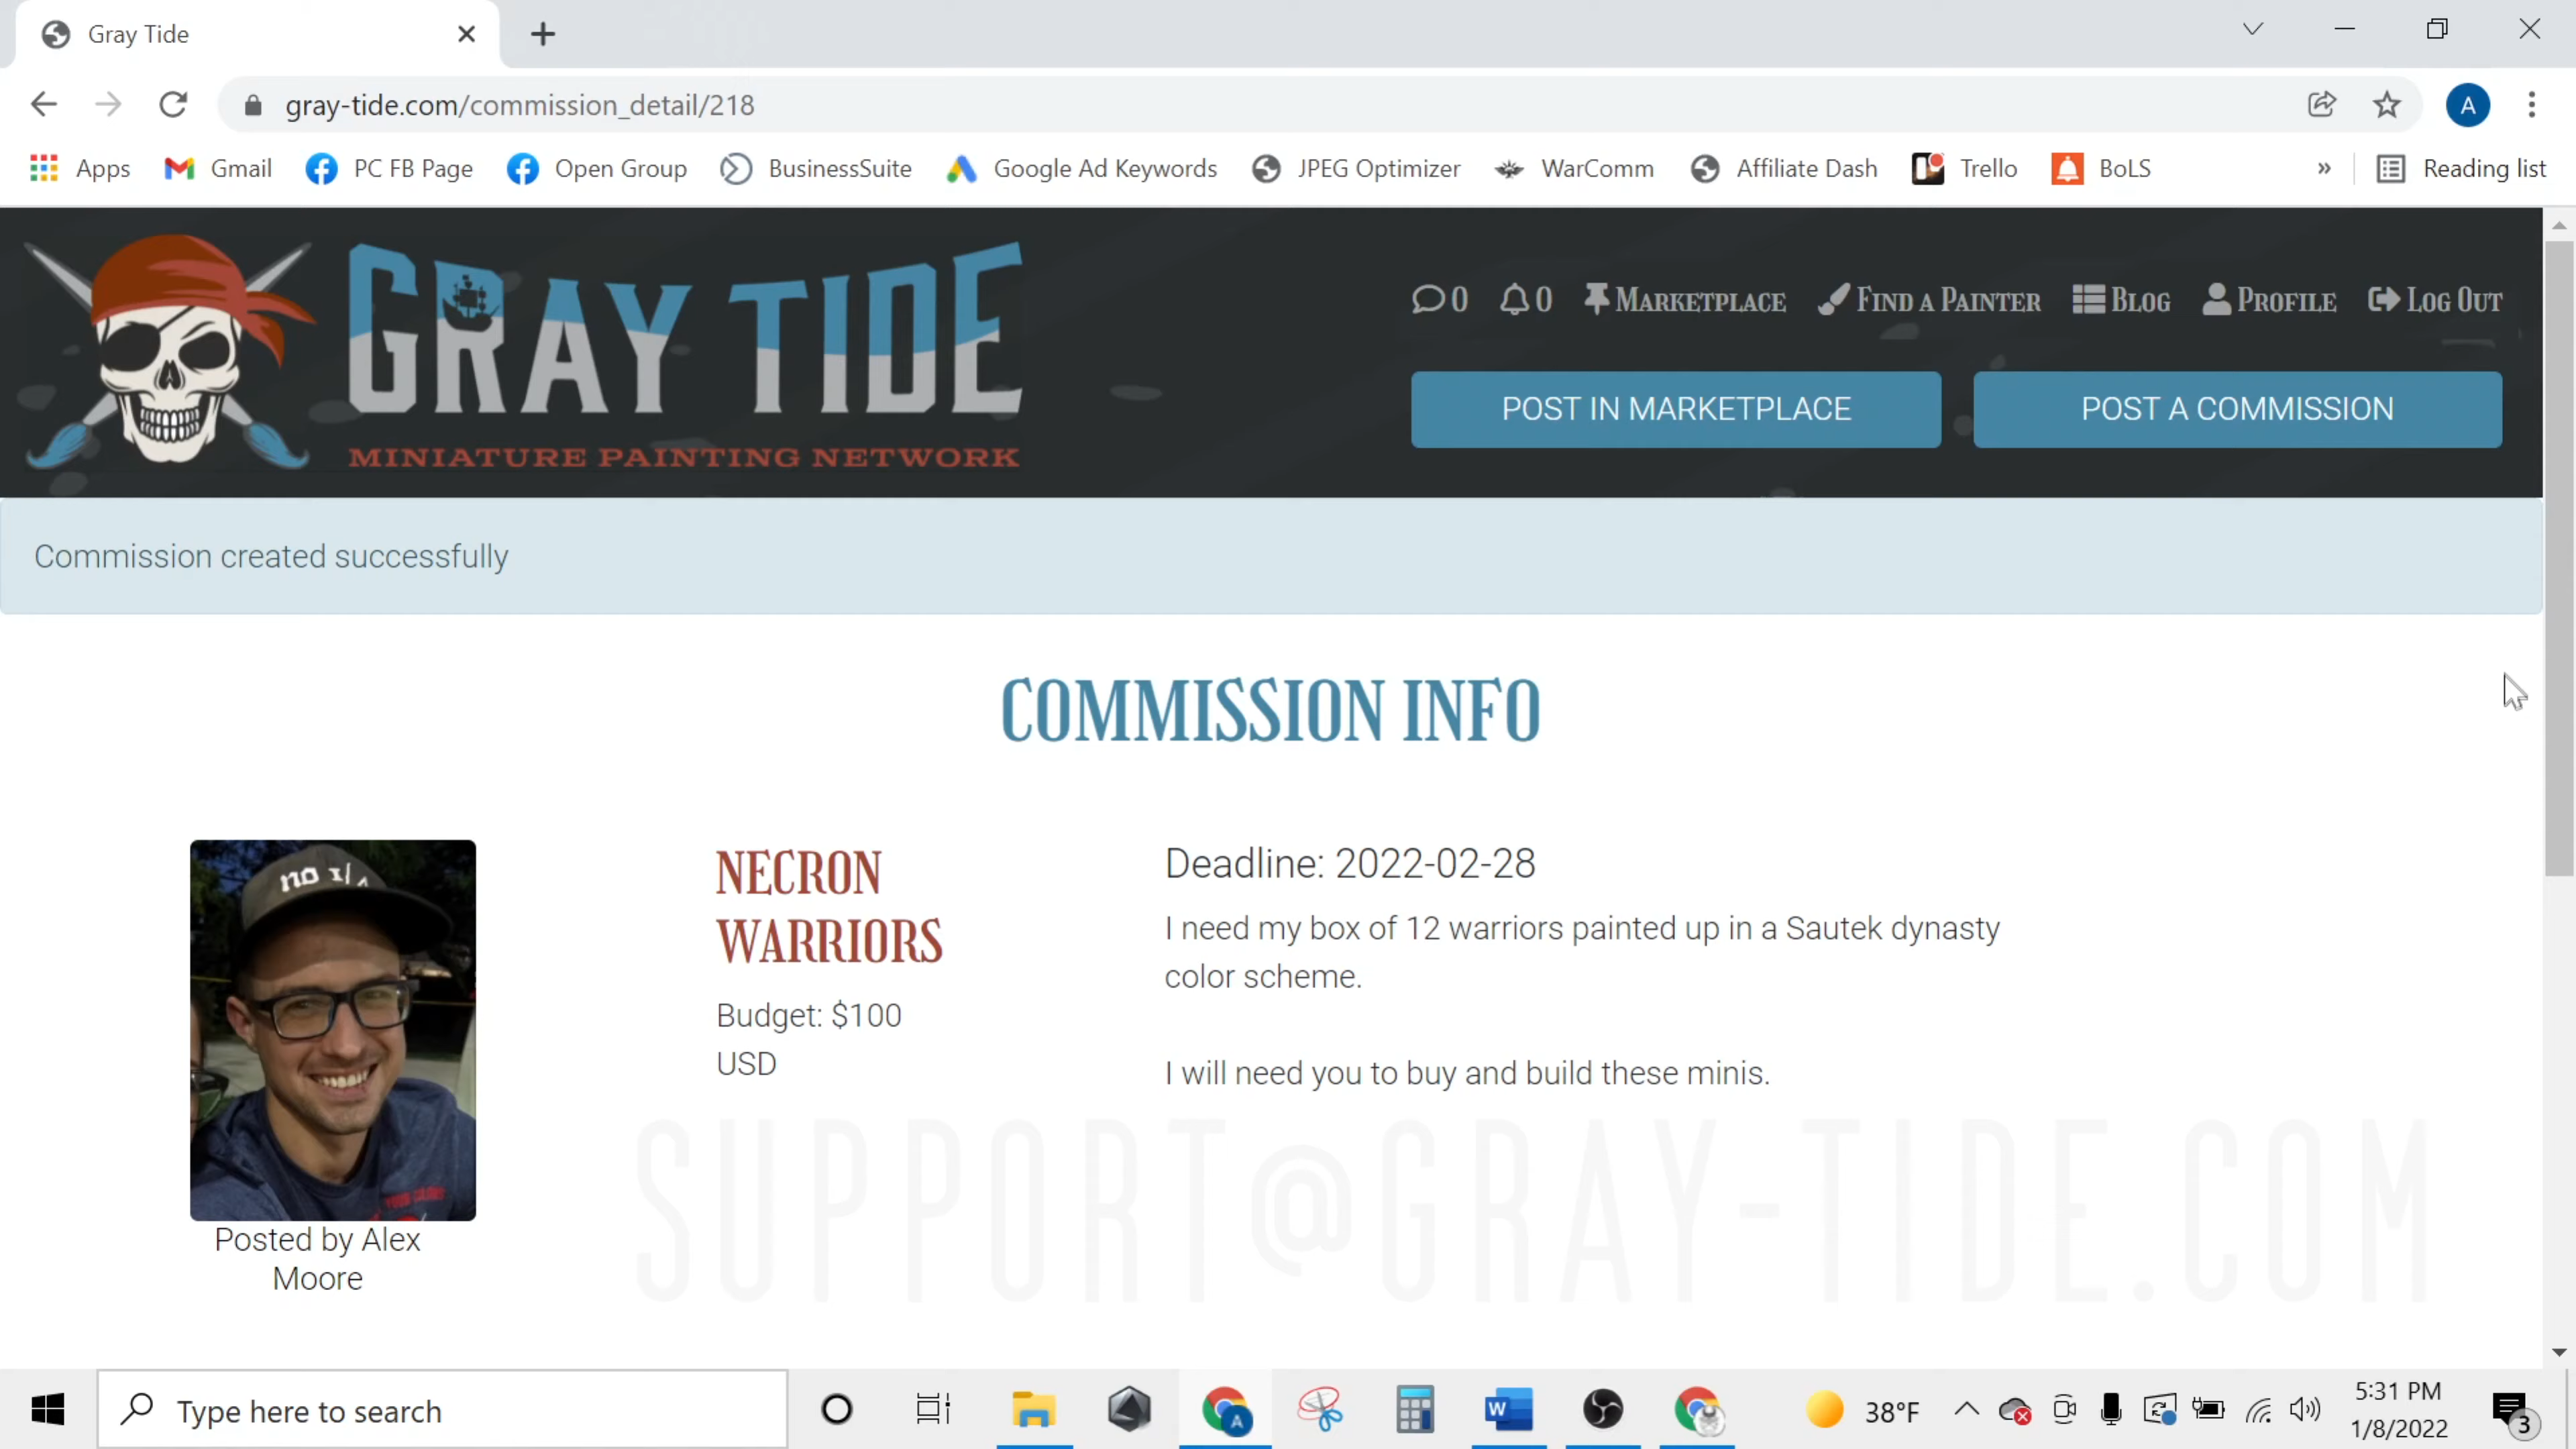 Gray Tide
gray-tide.com/commission_detail/218
A
Apps Gmail PC FB Page Open Group BusinessSuite Google Ad Keywords JPEG Optimizer WarComm Affiliate Dash Trello BoLS » Reading list
GRAY TIDE
MINIATURE PAINTING NETWORK
0 0 MARKETPLACE FIND A PAINTER BLOG PROFILE LOG OUT
POST IN MARKETPLACE POST A COMMISSION
Commission created successfully
COMMISSION INFO
NECRON
WARRIORS
Budget: $100
USD
Deadline: 2022-02-28
I need my box of 12 warriors painted up in a Sautek dynasty
color scheme.
I will need you to buy and build these minis.
Posted by Alex
Moore
SUPPORT@GRAY-TIDE.COM
Type here to search
38°F
5:31 PM
1/8/2022
3